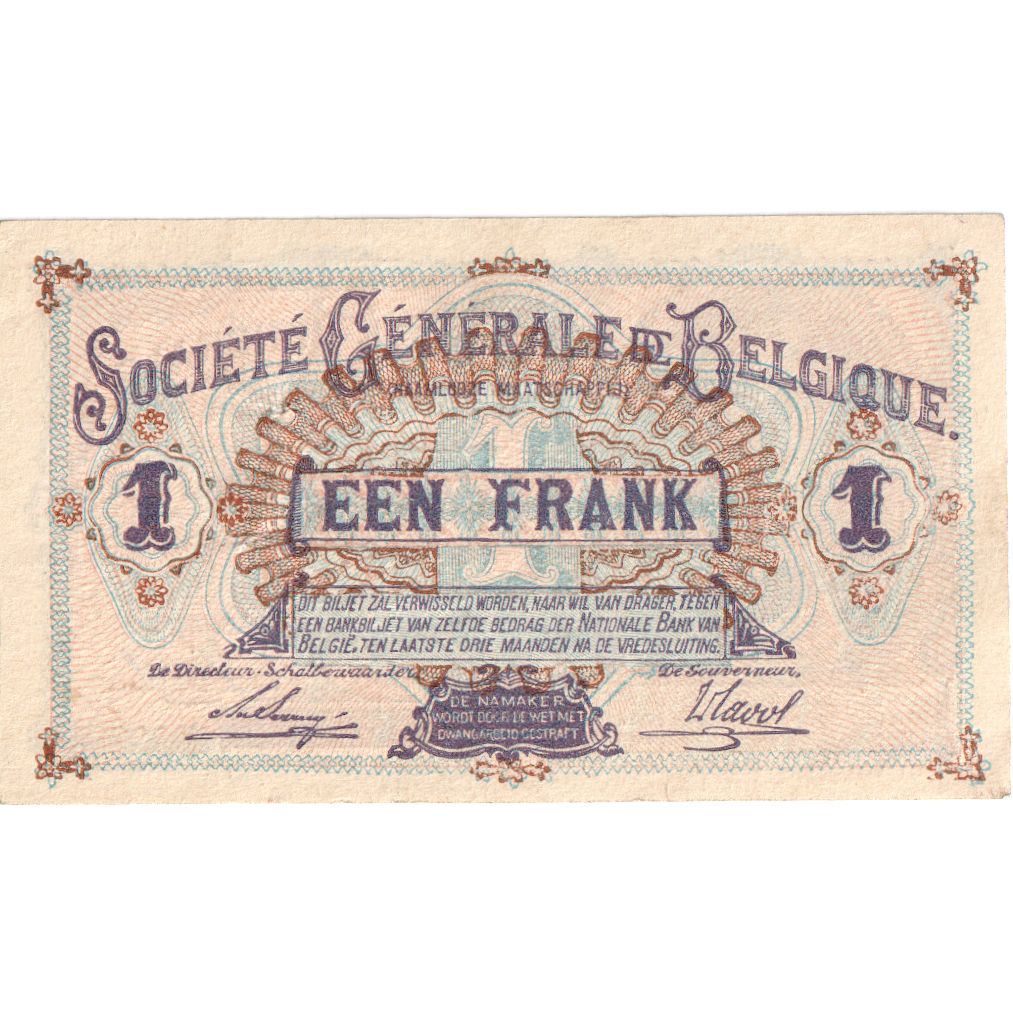 SOCIÉTÉ GÉNÉRALE DE BELGIQUE.
(NAAMLOOZE MAATSCHAPPEIJ)
1
1
1
EEN FRANK
DIT BILJET ZAL VERWISSELD WORDEN, NAAR WIL VAN DRAGER, TEGEN
EEN BANKBILJET VAN ZELFDE BEDRAG DER NATIONALE BANK VAN
BELGIË, TEN LAATSTE DRIE MAANDEN NA DE VREDESLUITING.
De Directeur-Schatbewaarder,
De Gouverneur,
DE NAMAKER
WORDT DOOR DE WET MET
DWANGARBEID GESTRAFT